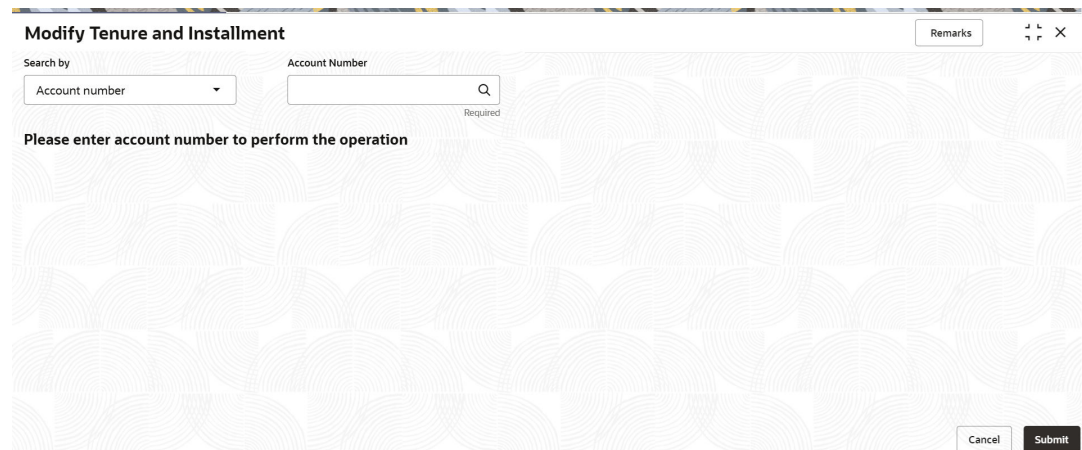 Modify Tenure and Installment
Remarks
Search by
Account Number
Account number
Required
Please enter account number to perform the operation
Cancel
Submit